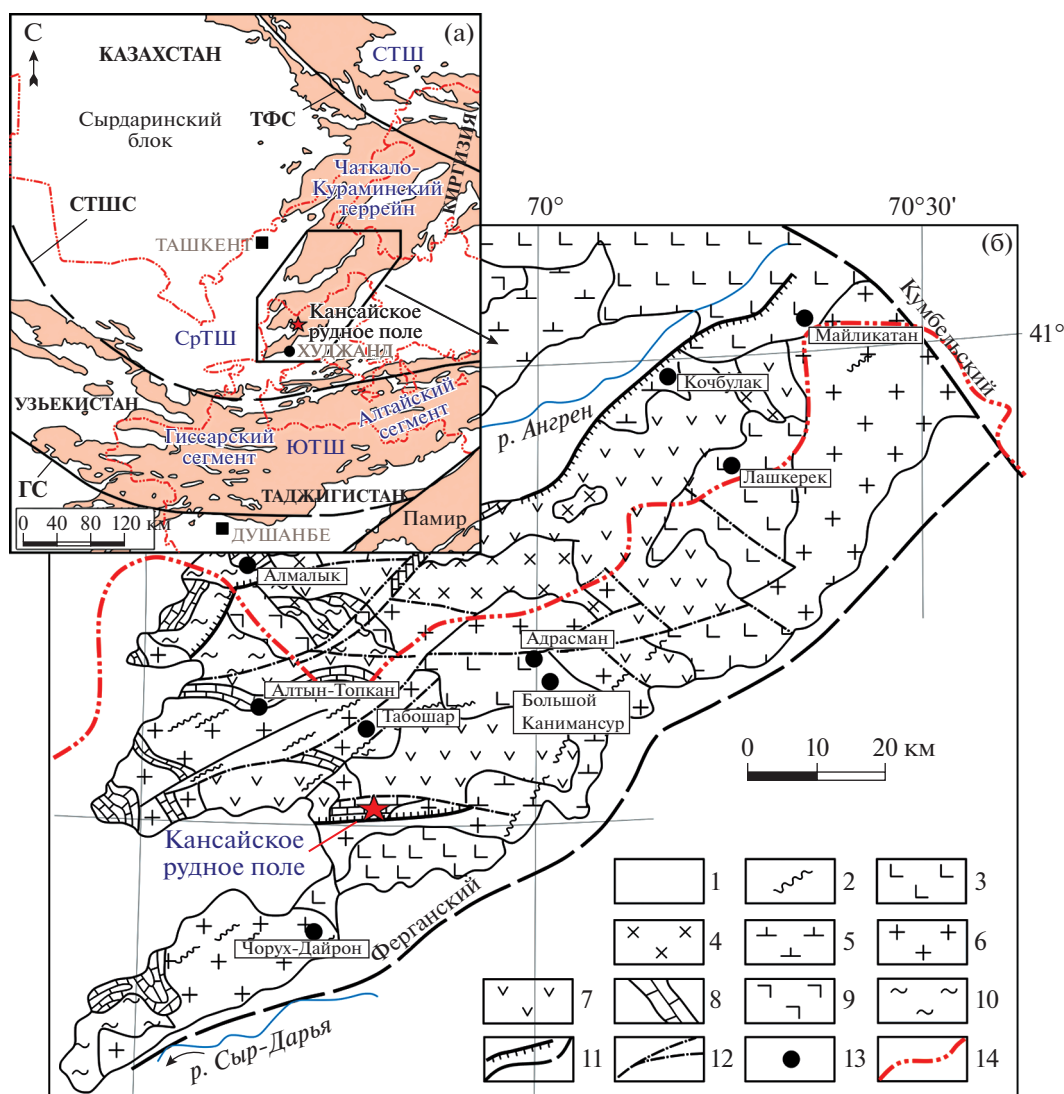 С
(а)
КАЗАХСТАН
СТШ
Сырдаринский
блок
ТФС
КИРГИЗИЯ
Чаткало-
Кураминский
террейн
СТШС
ТАШКЕНТ
Кансайское
рудное поле
СрТШ
ХУДЖАНД
УЗЬЕКИСТАН
Алтайский
сегмент
Гиссарский
сегмент
ЮТШ
ГС
ТАДЖИГИСТАН
Памир
0 40 80 120 км
ДУШАНБЕ
70°
70°30'
(б)
41°
Кумбельский
Майликатан
Кочбулак
р. Ангрен
Лашкерек
Алмалык
Адрасман
Алтын-Топкан
Большой
Канимансур
Табошар
0 10 20 км
Кансайское
рудное поле
Ферганский
Чорух-Дайрон
р. Сыр-Дарья
1
2
3
4
5
6
7
8
9
10
11
12
13
14